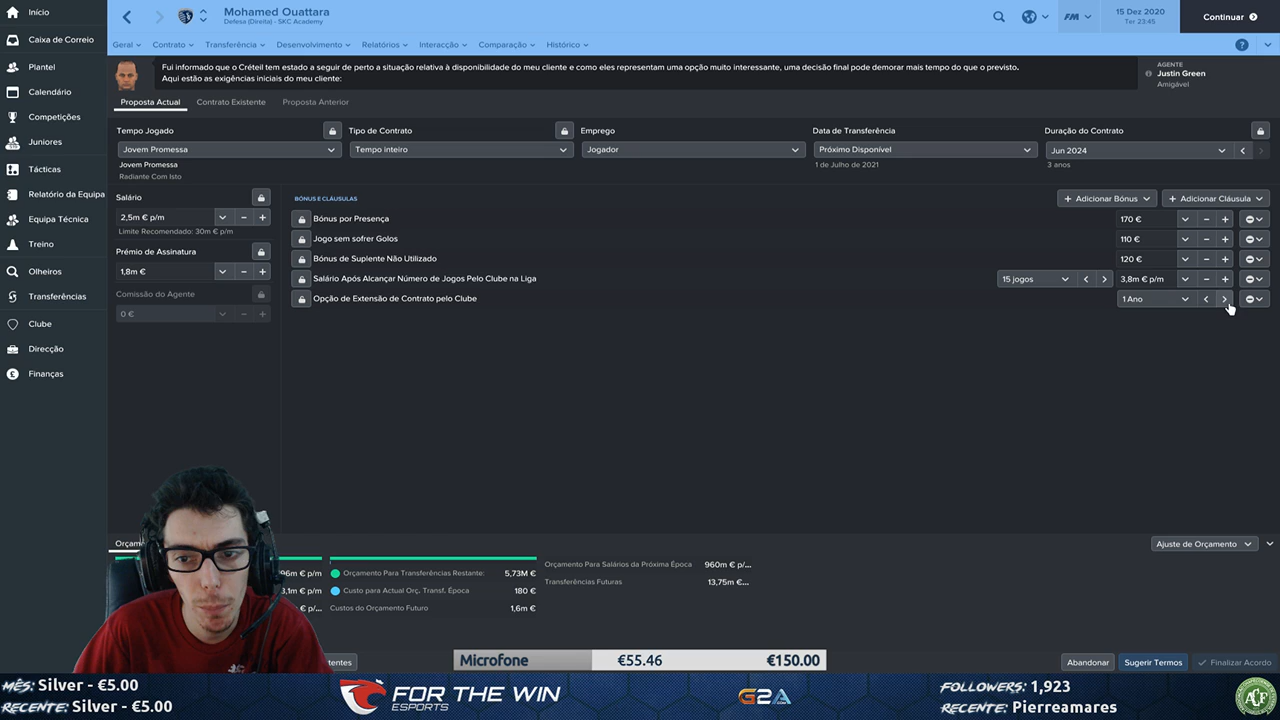 Início
Caixa de Correio
Plantel
Calendário
Competições
Juniores
Tácticas
Relatório da Equipa
Equipa Técnica
Treino
Olheiros
Transferências
Clube
Direcção
Finanças
Mohamed Ouattara
Defesa (Direita) - SKC Academy
FM
15 Dez 2020
Ter 23:45
Continuar
Geral
Contrato
Transferência
Desenvolvimento
Relatórios
Interacção
Comparação
Histórico
Fui informado que o Créteil tem estado a seguir de perto a situação relativa à disponibilidade do meu cliente e como eles representam uma opção muito interessante, uma decisão final pode demorar mais tempo do que o previsto.
Aqui estão as exigências iniciais do meu cliente:
AGENTE
Justin Green
Amigável
Proposta Actual
Contrato Existente
Proposta Anterior
Tempo Jogado
Jovem Promessa
Jovem Promessa
Radiante Com Isto
Tipo de Contrato
Tempo inteiro
Emprego
Jogador
Data de Transferência
Próximo Disponível
1 de Julho de 2021
Duração do Contrato
Jun 2024
3 anos
Salário
2,5m € p/m
Limite Recomendado: 30m € p/m
Prémio de Assinatura
1,8m €
Comissão do Agente
0 €
BÓNUS E CLÁUSULAS
+ Adicionar Bónus
+ Adicionar Cláusula
Bónus por Presença 170 €
Jogo sem sofrer Golos 110 €
Bónus de Suplente Não Utilizado 120 €
Salário Após Alcançar Número de Jogos Pelo Clube na Liga 15 jogos 3,8m € p/m
Opção de Extensão de Contrato pelo Clube 1 Ano
Ajuste de Orçamento
Orçamento Para Transferências Restante: 5,73M €
Custo para Actual Orç. Transf. Época 180 €
Custos do Orçamento Futuro 1,6m €
Orçamento Para Salários da Próxima Época 960m € p/...
Transferências Futuras 13,75m €...
Abandonar
Sugerir Termos
Finalizar Acordo
Microfone €55.46 €150.00
MÊS: Silver - €5.00
RECENTE: Silver - €5.00
FOR THE WIN
ESPORTS
G2A
FOLLOWERS: 1,923
RECENTE: Pierreamares